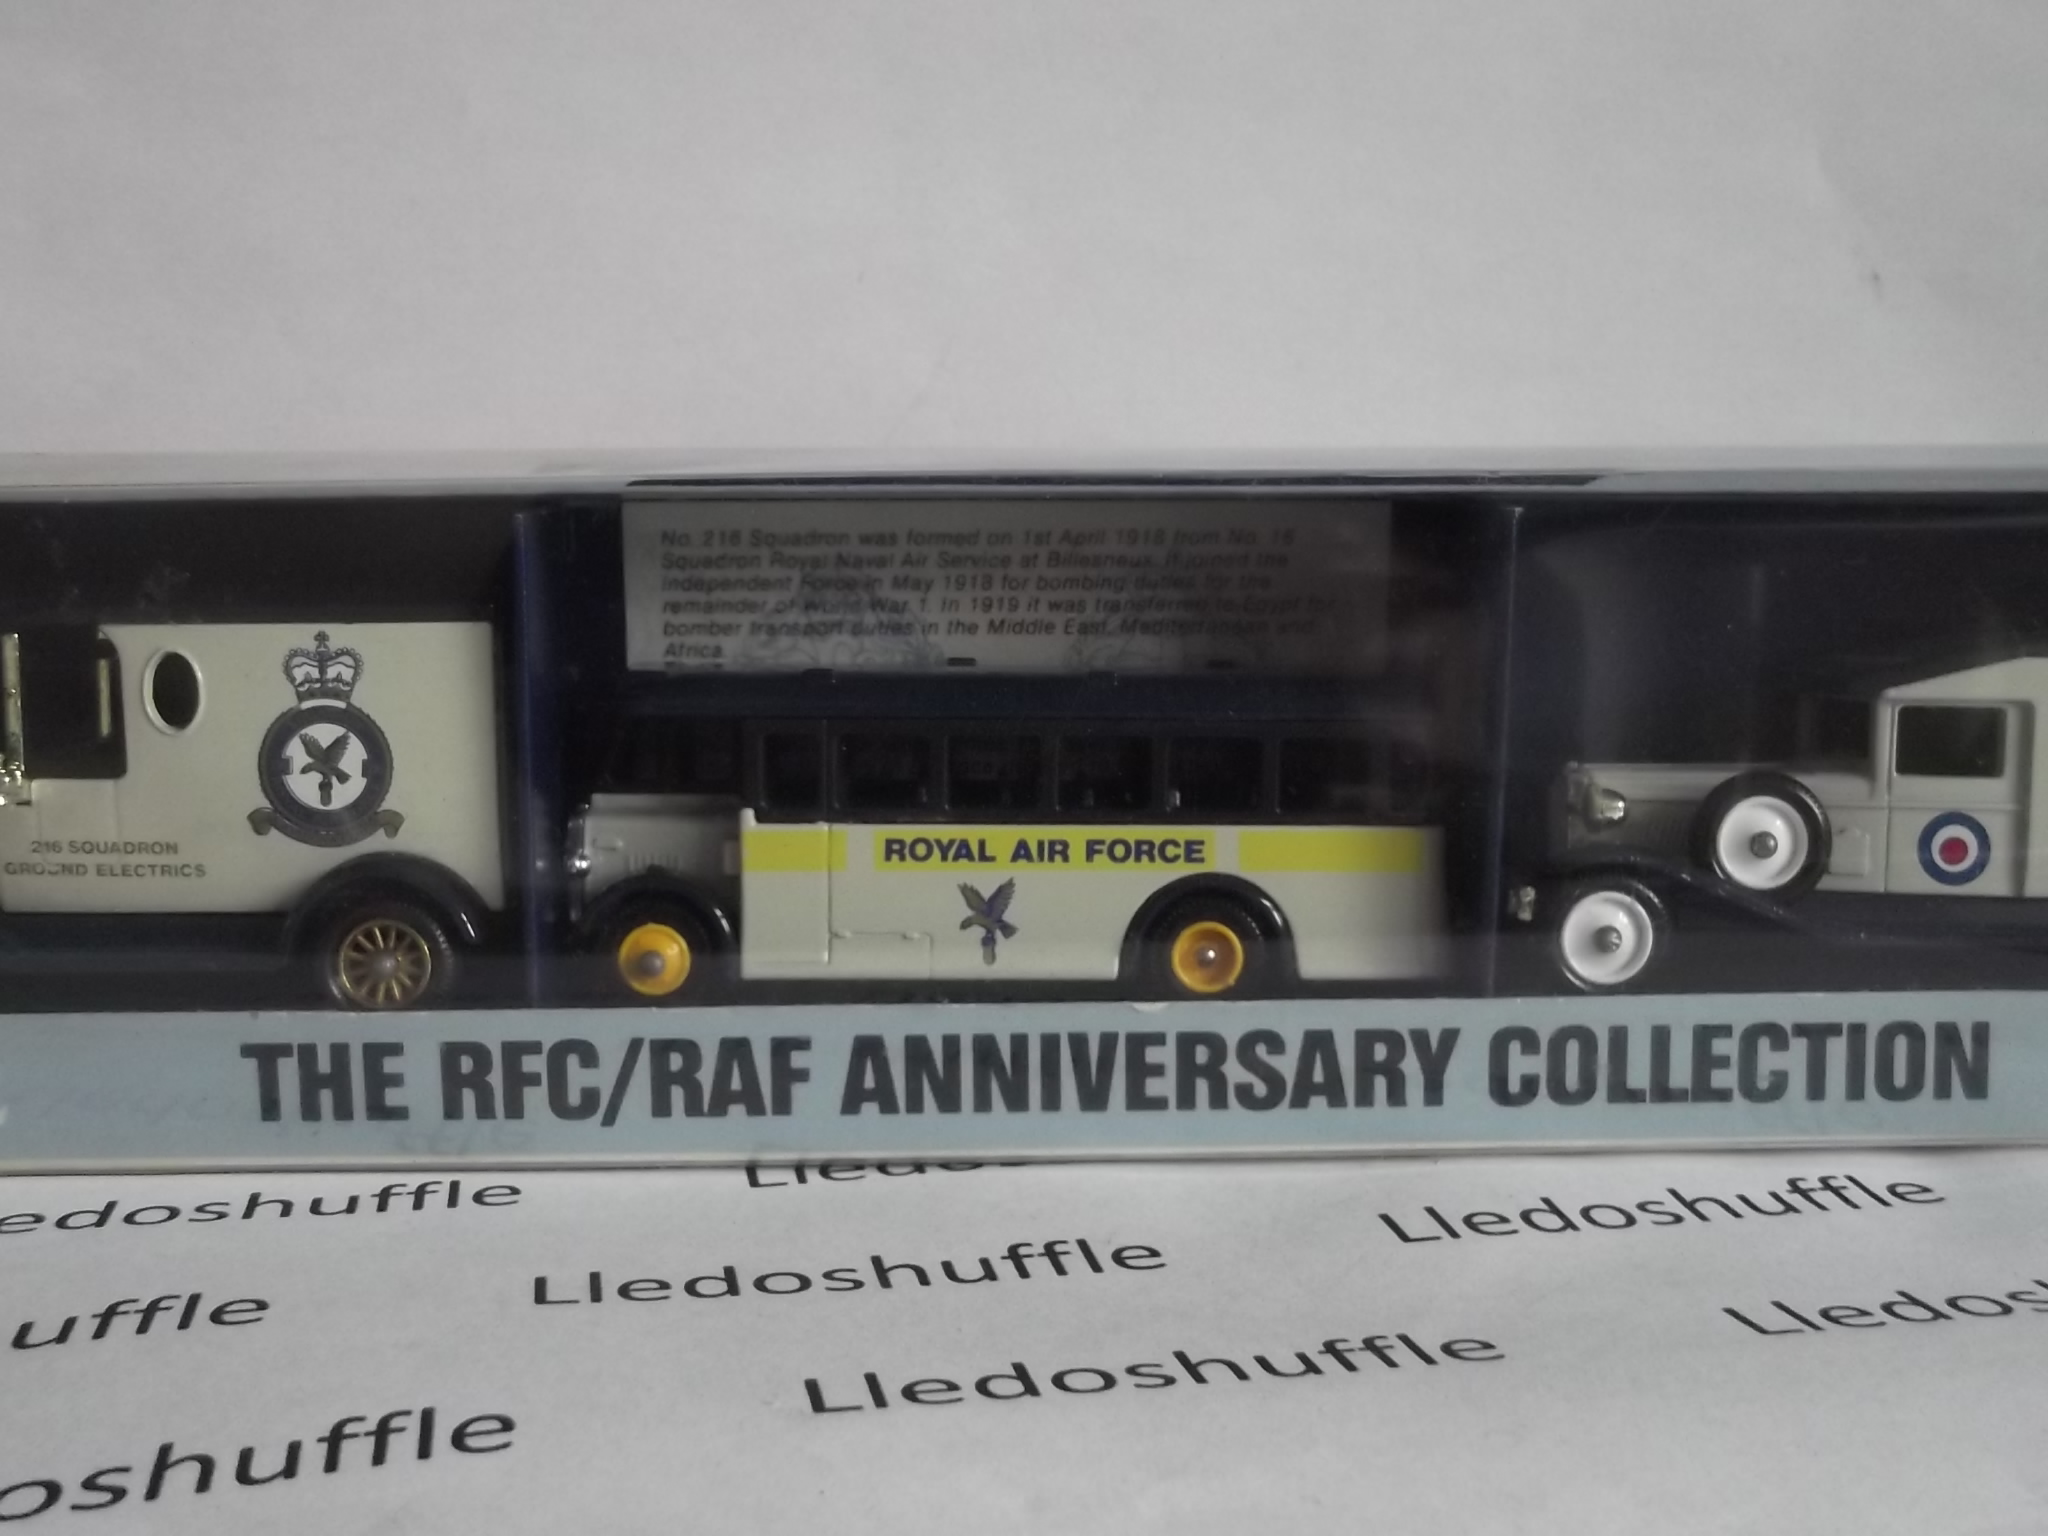 No. 216 Squadron was formed on 1st April 1918 from No. 16
Squadron Royal Naval Air Service at Billeaneux. It joined the
Independent Force in May 1918 for bombing duties for the
remainder of World War 1. In 1919 it was transferred to Egypt for
bomber transport duties in the Middle East, Mediterranean and
Africa
216 SQUADRON
GROUND ELECTRICS
ROYAL AIR FORCE
THE RFC/RAF ANNIVERSARY COLLECTION
edoshuffle
Lledo
Lledoshuffle
uffle
Lledoshuffle
Lledos
Lledoshuffle
oshuffle